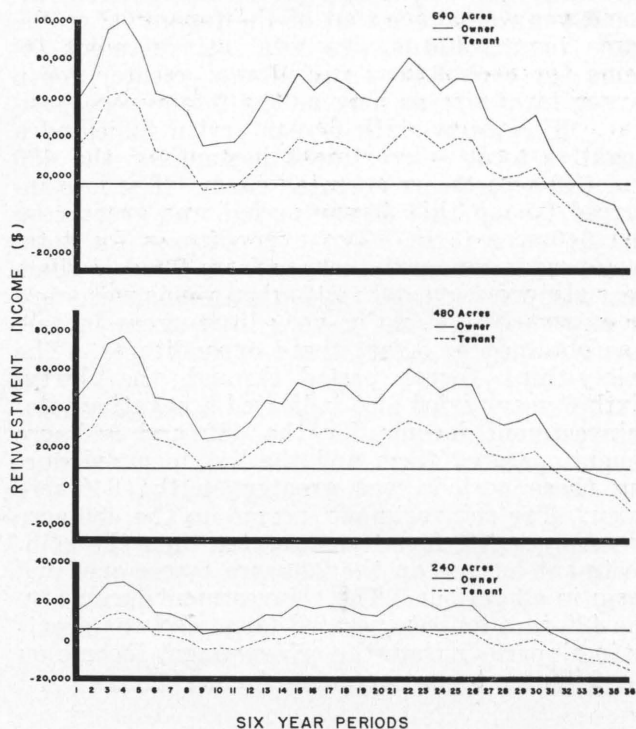 640 Acres
Owner
Tenant
100,000
80,000
60,000
40,000
20,000
0
-20,000
480 Acres
Owner
Tenant
80,000
60,000
40,000
20,000
0
-20,000
240 Acres
Owner
Tenant
40,000
20,000
0
-20,000
REINVESTMENT INCOME ($)
1 2 3 4 5 6 7 8 9 10 11 12 13 14 15 16 17 18 19 20 21 22 23 24 25 26 27 28 29 30 31 32 33 34 35 36
SIX YEAR PERIODS